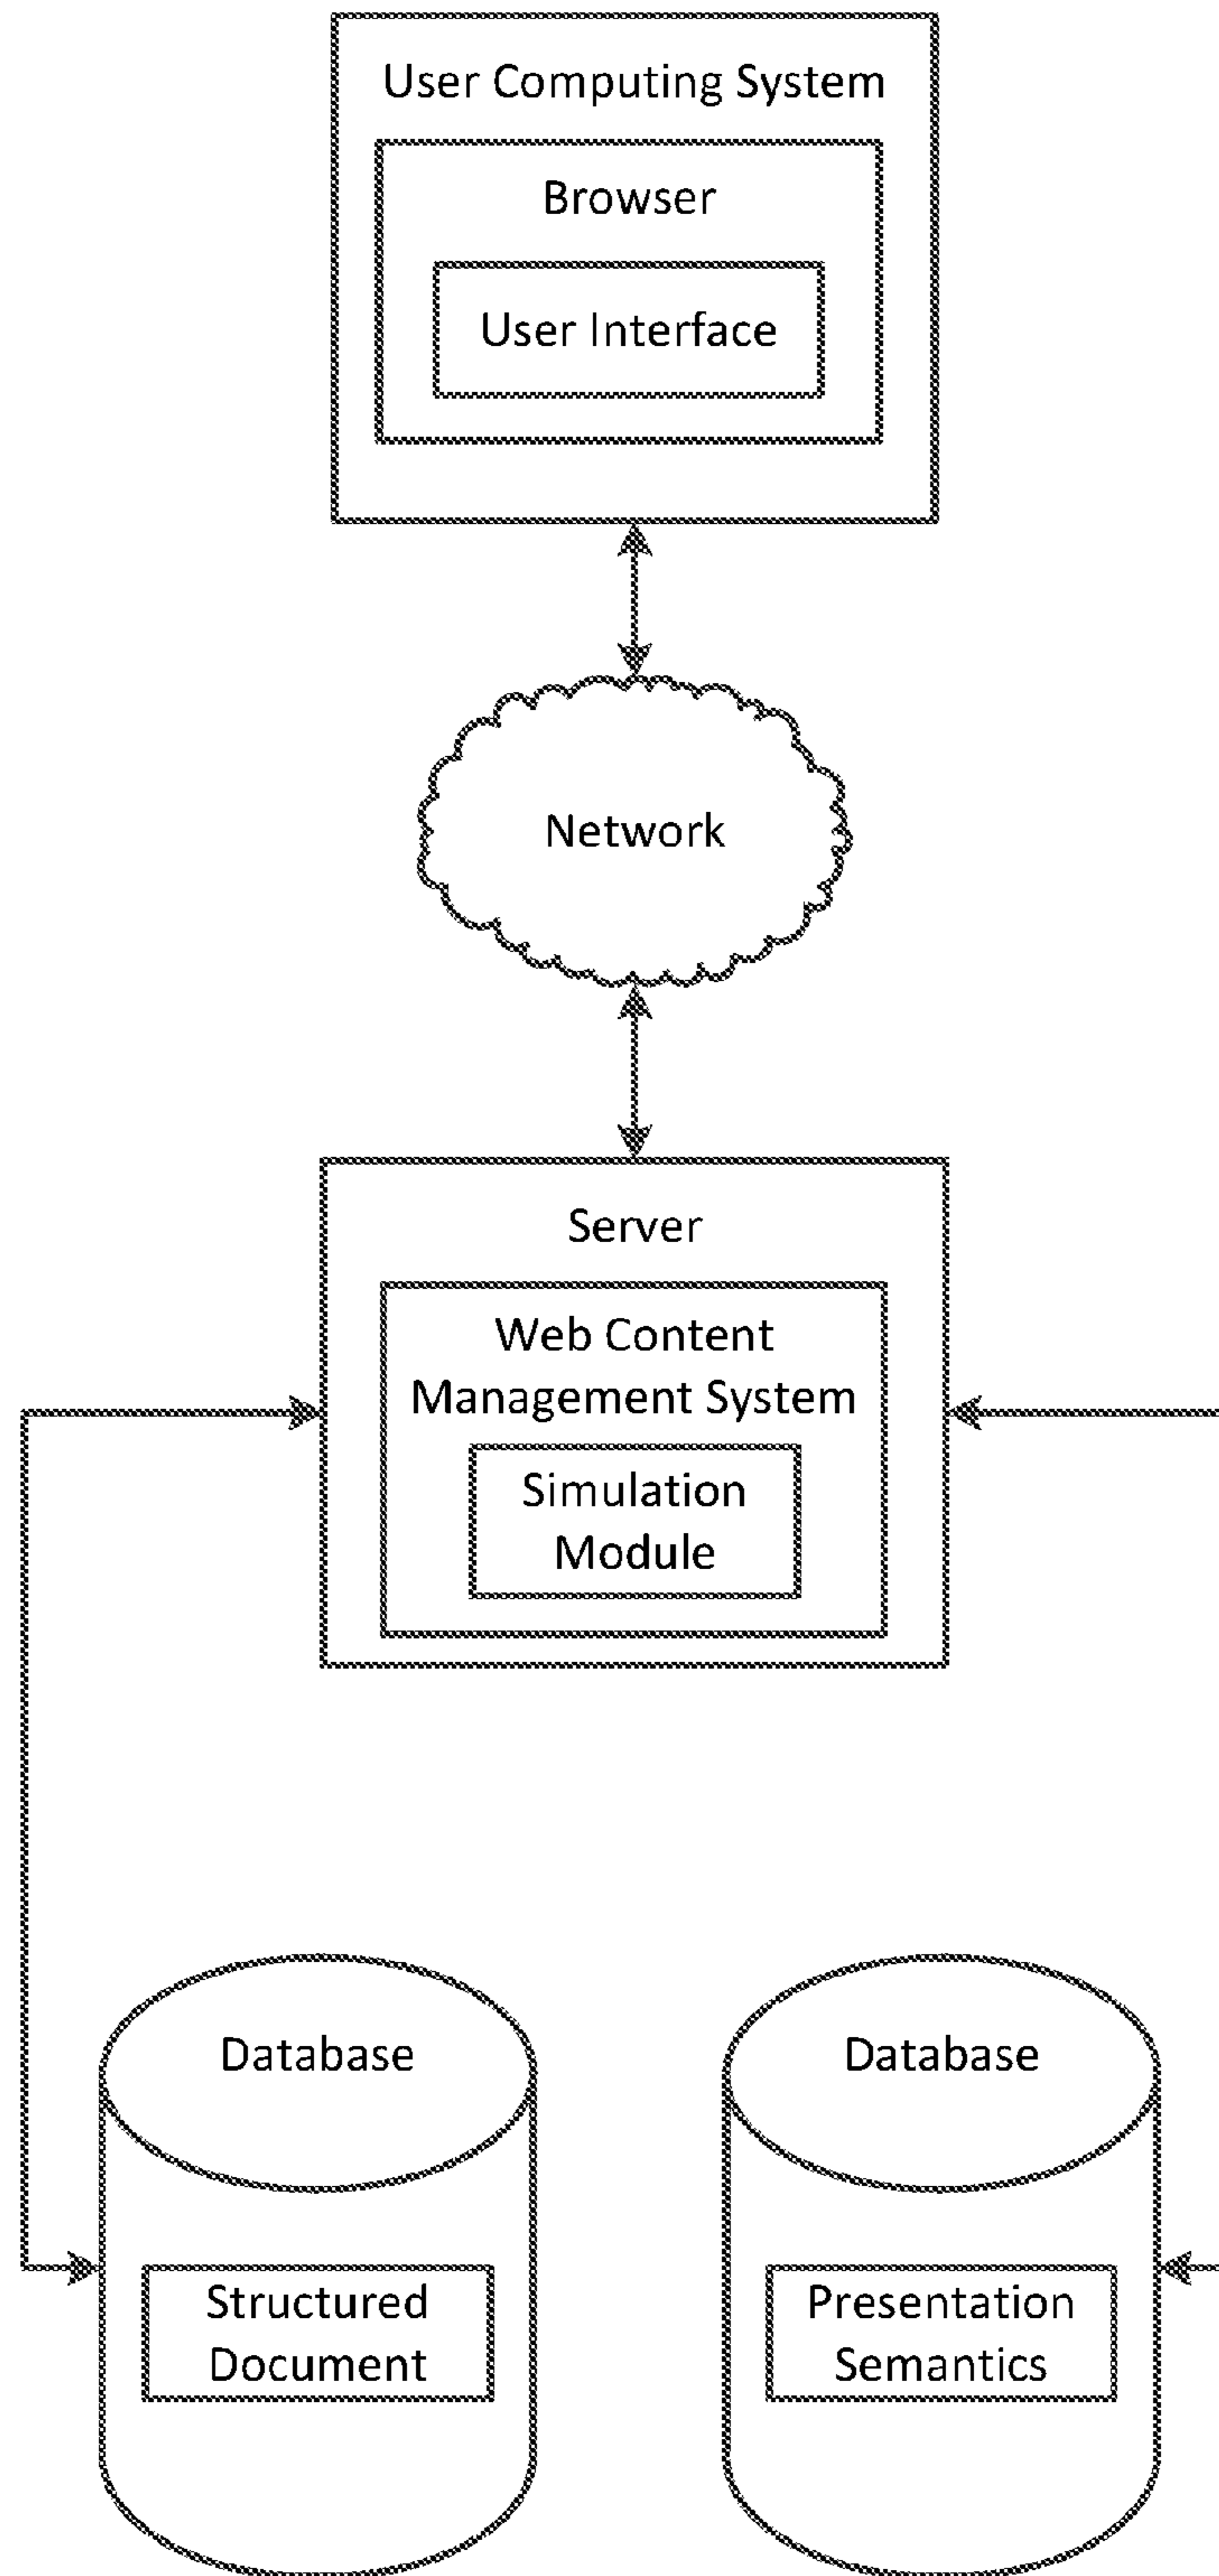 User Computing System
Browser
User Interface
Network
Server
Web Content
Management System
Simulation
Module
Database
Structured
Document
Database
Presentation
Semantics